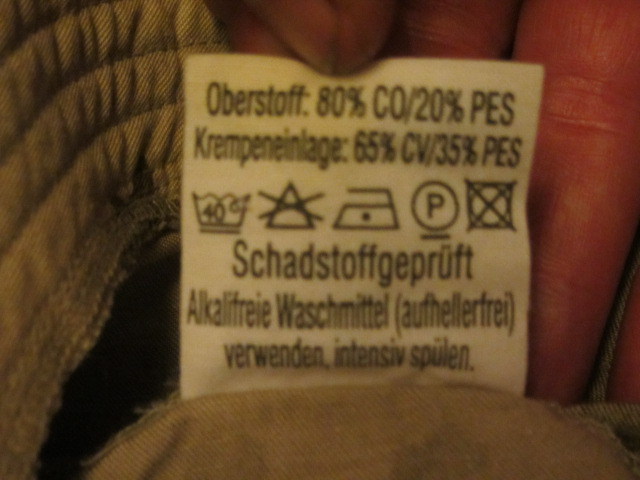 Oberstoff: 80% CO/20% PES
Krempeneinlage: 65% CV/35% PES
40° P
Schadstoffgeprüft
Alkalifreie Waschmittel (aufhellerfrei)
verwenden, intensiv spülen.